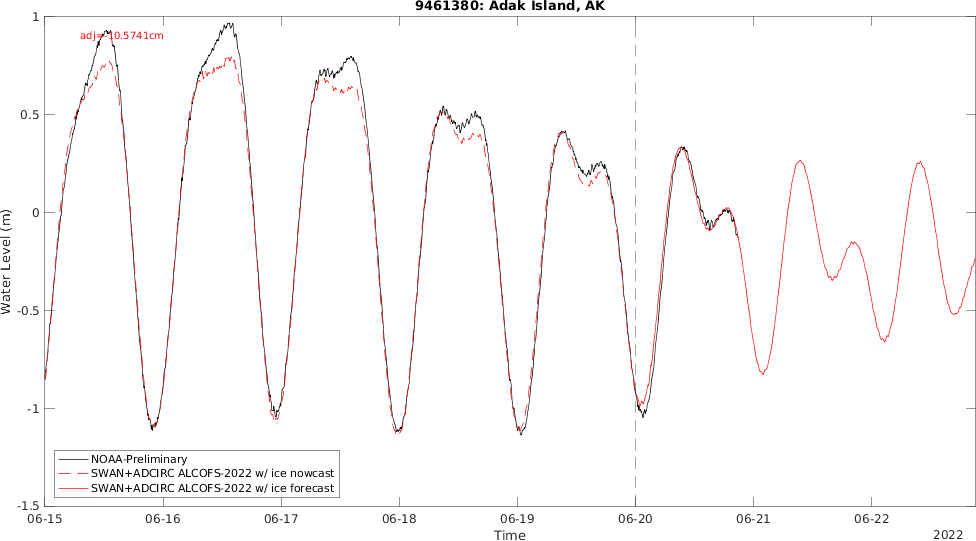 9461380: Adak Island, AK
adj=-10.5741cm
1
0.5
0
-0.5
-1
-1.5
Water Level (m)
NOAA-Preliminary
SWAN+ADCIRC ALCOFS-2022 w/ ice nowcast
SWAN+ADCIRC ALCOFS-2022 w/ ice forecast
06-15 06-16 06-17 06-18 06-19 06-20 06-21 06-22
Time
2022